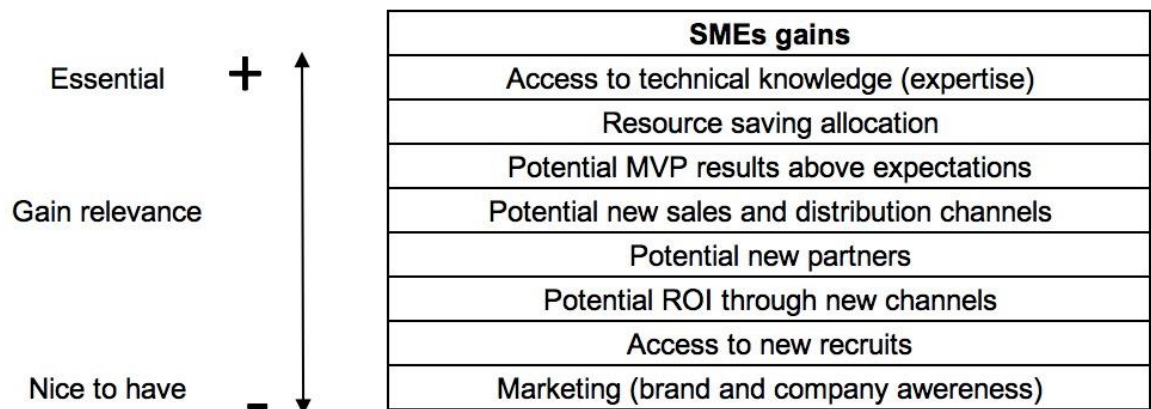 SMEs gains
Essential + Access to technical knowledge (expertise)
Resource saving allocation
Potential MVP results above expectations
Gain relevance Potential new sales and distribution channels
Potential new partners
Potential ROI through new channels
Access to new recruits
Nice to have - Marketing (brand and company awereness)